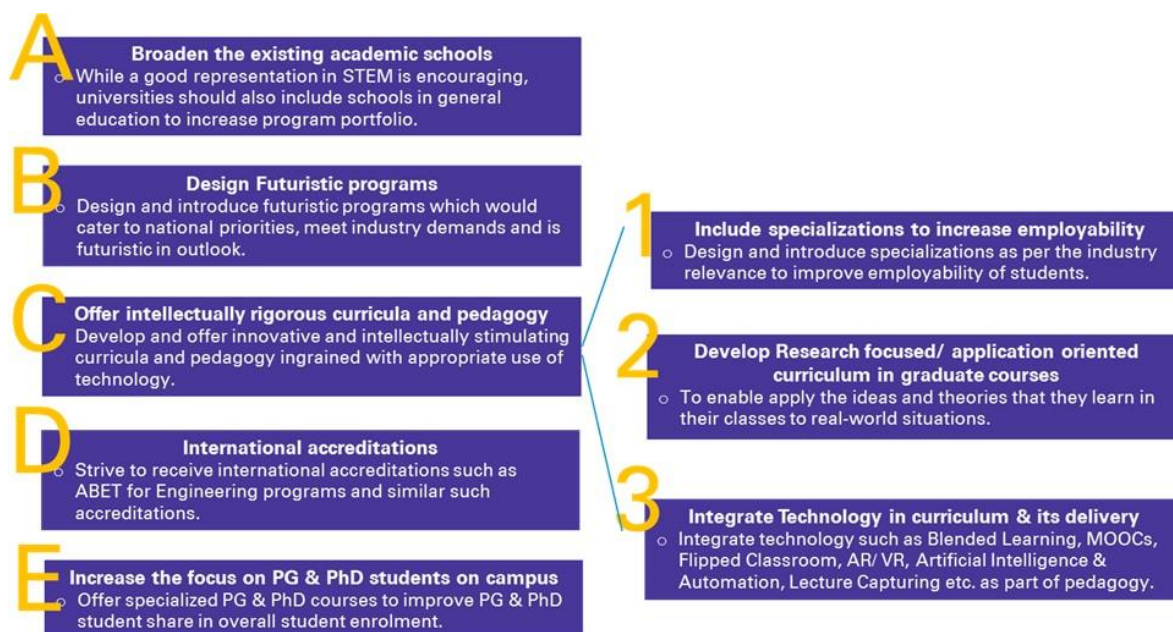 A
Broaden the existing academic schools
o While a good representation in STEM is encouraging,
universities should also include schools in general
education to increase program portfolio.
B
Design Futuristic programs
o Design and introduce futuristic programs which would
cater to national priorities, meet industry demands and is
futuristic in outlook.
C
Offer intellectually rigorous curricula and pedagogy
o Develop and offer innovative and intellectually stimulating
curricula and pedagogy ingrained with appropriate use of
technology.
D
International accreditations
o Strive to receive international accreditations such as
ABET for Engineering programs and similar such
accreditations.
E
Increase the focus on PG & PhD students on campus
o Offer specialized PG & PhD courses to improve PG & PhD
student share in overall student enrolment.
1
Include specializations to increase employability
o Design and introduce specializations as per the industry
relevance to improve employability of students.
2
Develop Research focused/ application oriented
curriculum in graduate courses
o To enable apply the ideas and theories that they learn in
their classes to real-world situations.
3
Integrate Technology in curriculum & its delivery
o Integrate technology such as Blended Learning, MOOCs,
Flipped Classroom, AR/ VR, Artificial Intelligence &
Automation, Lecture Capturing etc. as part of pedagogy.